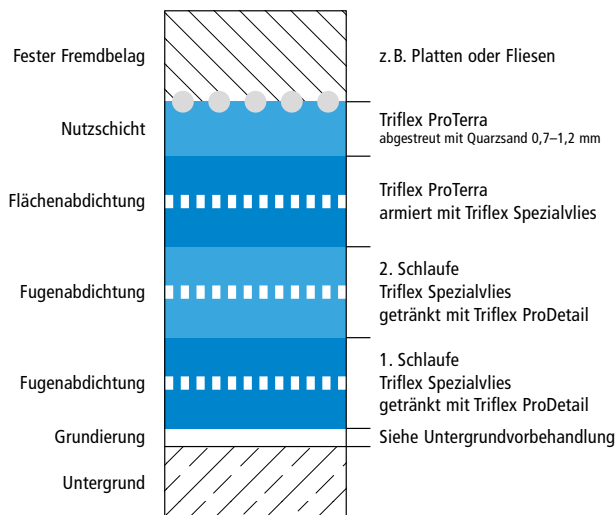 Fester Fremdbelag
z. B. Platten oder Fliesen
Nutzschicht
Triflex ProTerra
abgestreut mit Quarzsand 0,7–1,2 mm
Flächenabdichtung
Triflex ProTerra
armiert mit Triflex Spezialvlies
Fugenabdichtung
2. Schlaufe
Triflex Spezialvlies
getränkt mit Triflex ProDetail
Fugenabdichtung
1. Schlaufe
Triflex Spezialvlies
getränkt mit Triflex ProDetail
Grundierung
Siehe Untergrundvorbehandlung
Untergrund